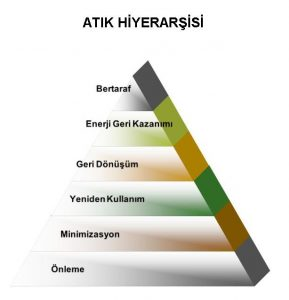 ATIK HİYERARŞİSİ
Bertaraf
Enerji Geri Kazanımı
Geri Dönüşüm
Yeniden Kullanım
Minimizasyon
Önleme